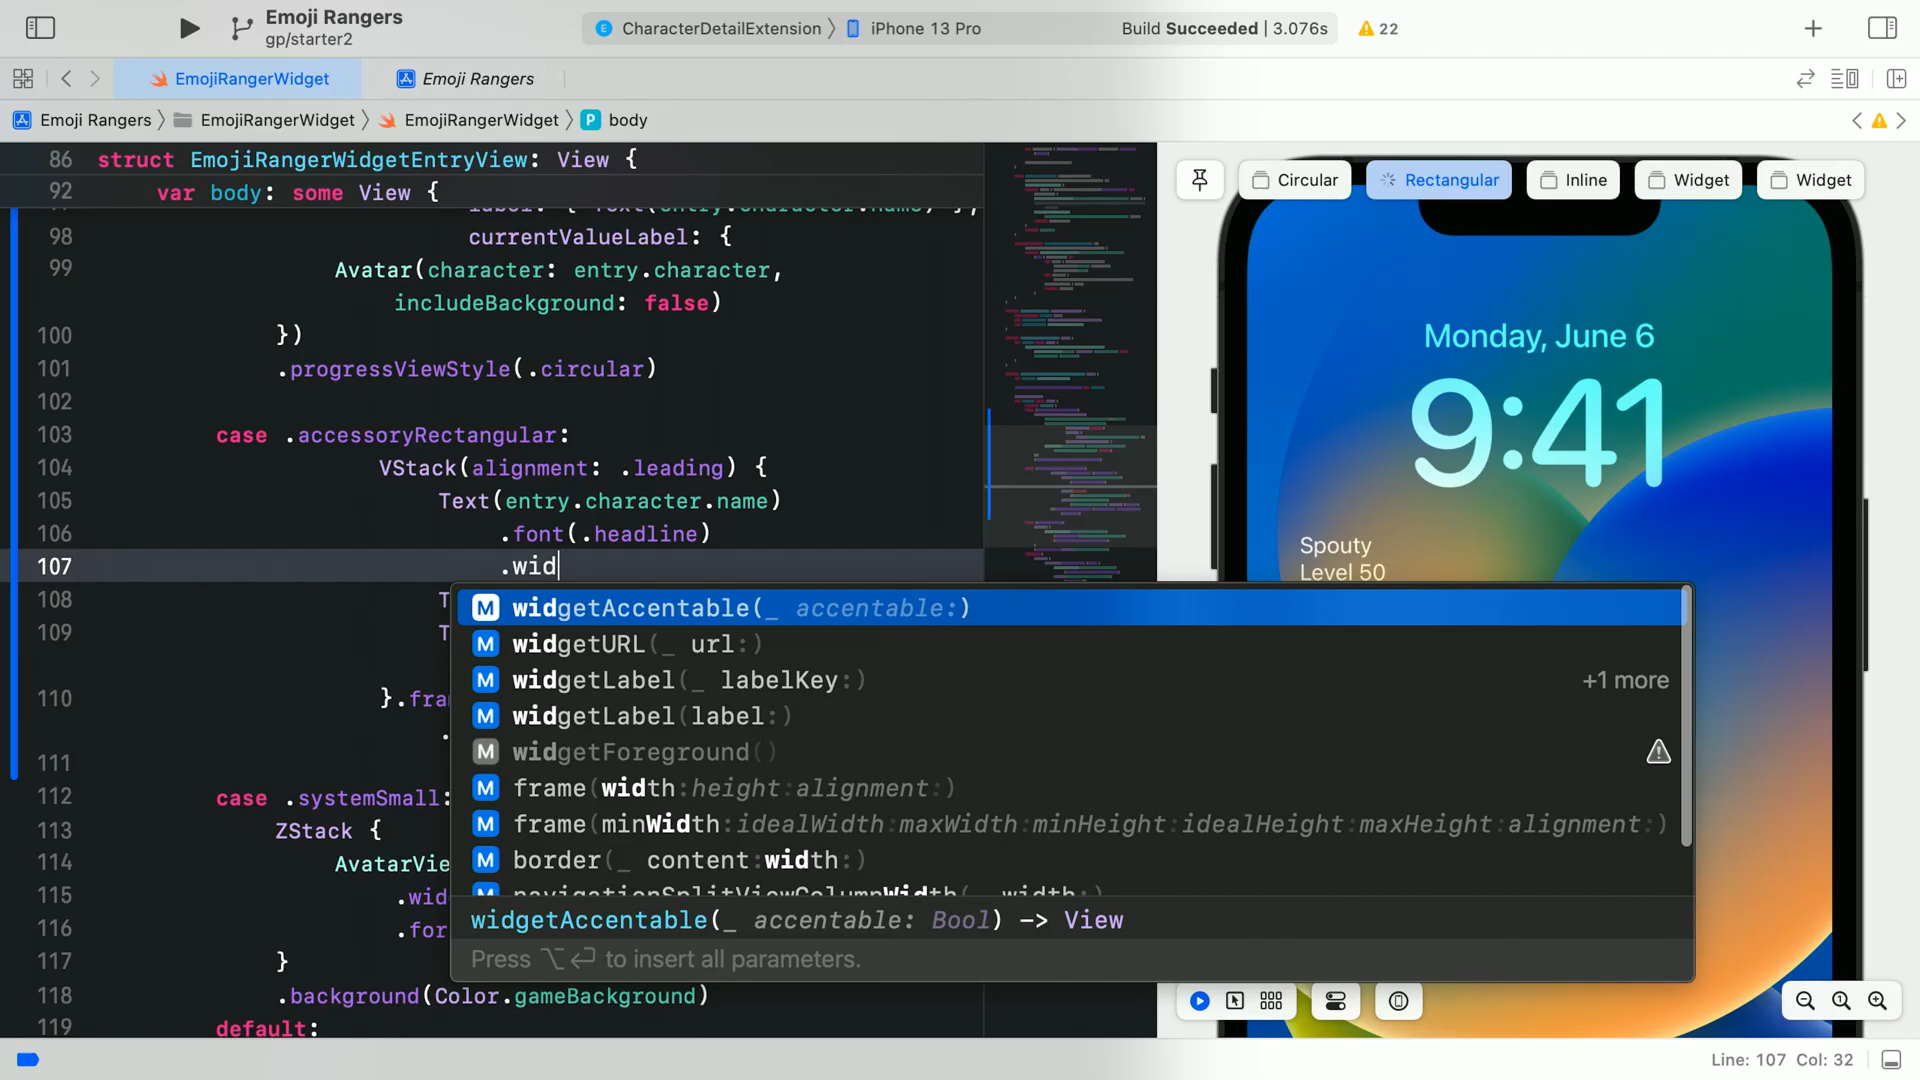 Emoji Rangers
gp/starter2
CharacterDetailExtension
iPhone 13 Pro
Build Succeeded | 3.076s
22
EmojiRangerWidget
Emoji Rangers
Emoji Rangers
EmojiRangerWidget
EmojiRangerWidget
P body
86 struct EmojiRangerWidgetEntryView: View {
92 var body: some View {
98 currentValueLabel: {
99 Avatar(character: entry.character,
includeBackground: false)
100 })
101 .progressViewStyle(.circular)
102
103 case .accessoryRectangular:
104 VStack(alignment: .leading) {
105 Text(entry.character.name)
106 .font(.headline)
107 .wid
108 T
109 T
110 }.fra
.
111
112 case .systemSmall:
113 ZStack {
114 AvatarVie
115 .wid
116 .for
117 }
118 .background(Color.gameBackground)
119 default:
M widgetAccentable(_ accentable:)
M widgetURL(_ url:)
M widgetLabel(_ labelKey:) +1 more
M widgetLabel(label:)
M widgetForeground()
M frame(width:height:alignment:)
M frame(minWidth:idealWidth:maxWidth:minHeight:idealHeight:maxHeight:alignment:)
M border(_ content:width:)
M navigationSplitViewColumnWidth(_ width:)
widgetAccentable(_ accentable: Bool) -> View
Press ⌥↩ to insert all parameters.
Circular
Rectangular
Inline
Widget
Widget
Monday, June 6
9:41
Spouty
Level 50
Line: 107 Col: 32